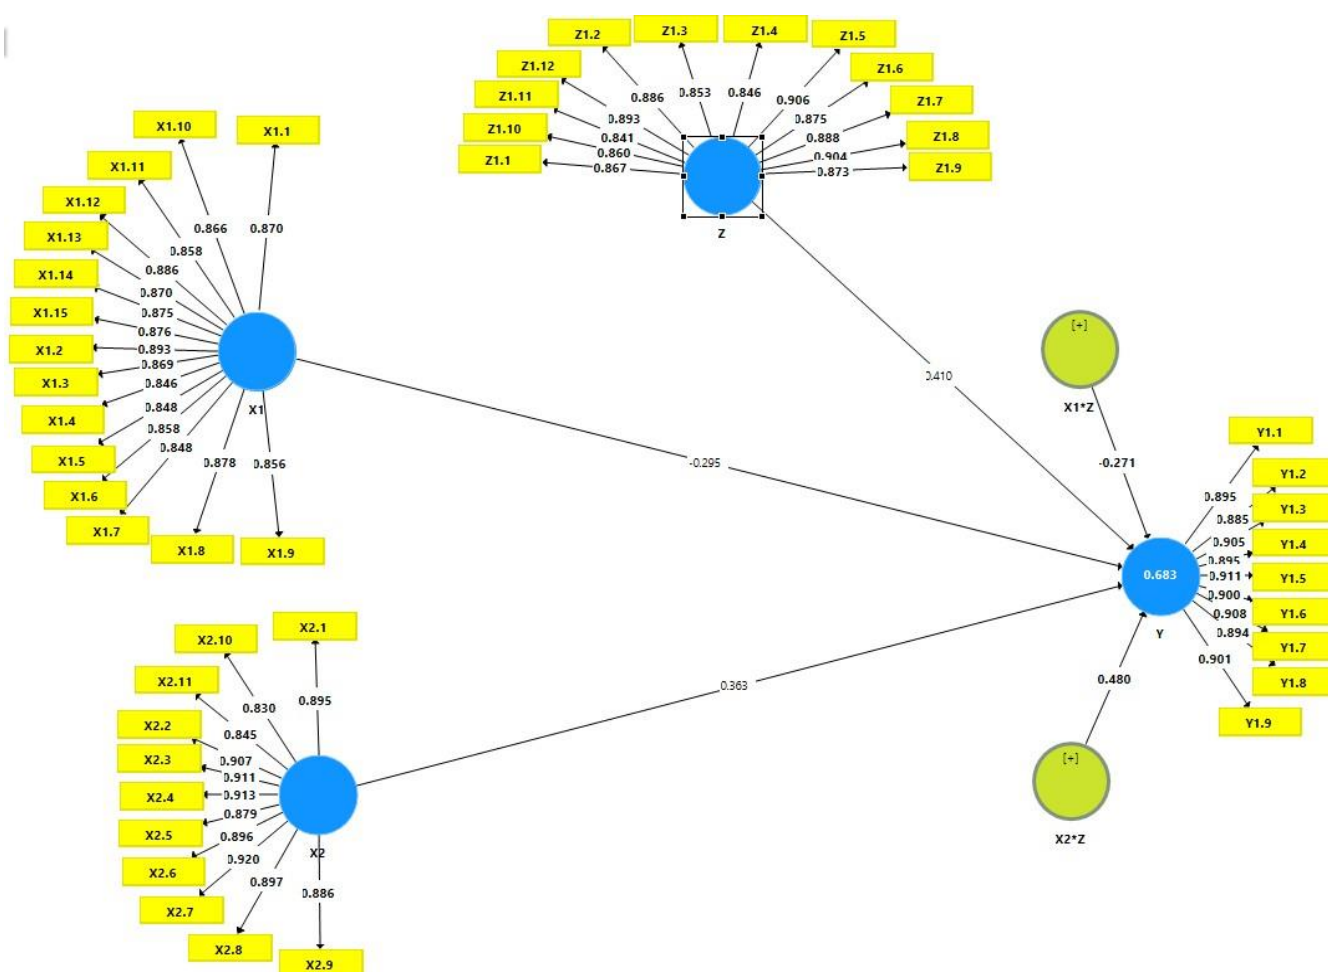 Z1.2
Z1.3
Z1.4
Z1.5
Z1.12
Z1.6
Z1.11
Z1.7
Z1.10
Z1.8
Z1.1
Z1.9
0.886
0.853
0.846
0.906
0.893
0.875
0.841
0.888
0.860
0.904
0.867
0.873
Z
X1.10
X1.1
X1.11
X1.12
X1.13
X1.14
X1.15
X1.2
X1.3
X1.4
X1.5
X1.6
X1.7
X1.8
X1.9
0.866
0.870
0.858
0.886
0.870
0.875
0.876
0.893
0.869
0.846
0.848
0.858
0.848
0.878
0.856
X1
0.410
-0.295
[+]
X1*Z
-0.271
Y1.1
Y1.2
Y1.3
Y1.4
Y1.5
Y1.6
Y1.7
Y1.8
Y1.9
0.895
0.885
0.905
0.895
0.911
0.900
0.908
0.894
0.901
0.683
Y
0.363
0.480
[+]
X2*Z
X2.1
X2.10
X2.11
X2.2
X2.3
X2.4
X2.5
X2.6
X2.7
X2.8
X2.9
0.895
0.830
0.845
0.907
0.911
0.913
0.879
0.896
0.920
0.897
0.886
X2